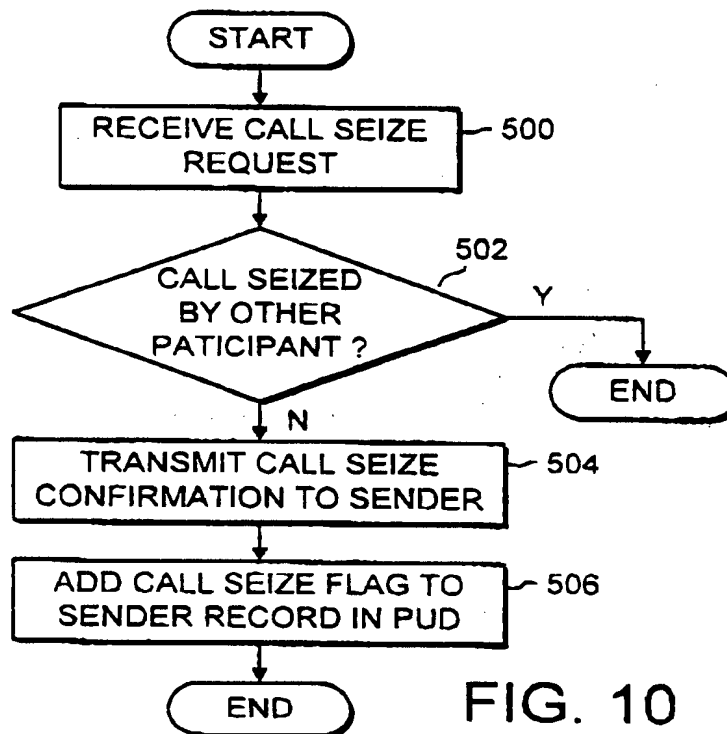 START
RECEIVE CALL SEIZE
REQUEST
500
502
CALL SEIZED
BY OTHER
PATICIPANT ?
Y
END
N
TRANSMIT CALL SEIZE
CONFIRMATION TO SENDER
504
ADD CALL SEIZE FLAG TO
SENDER RECORD IN PUD
506
END
FIG. 10